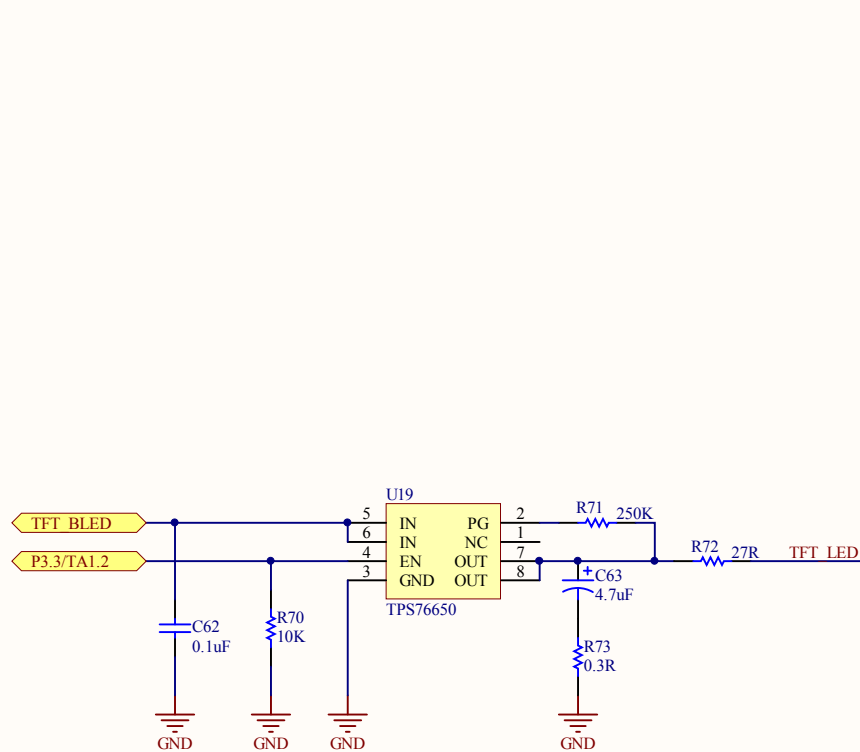 U19
TFT_BLED
5 IN PG 2
6 IN NC 1
P3.3/TA1.2
4 EN OUT 7
3 GND OUT 8
TPS76650
R71 250K
R72 27R
TFT_LED
C63
4.7uF
C62
0.1uF
R70
10K
R73
0.3R
GND GND GND GND